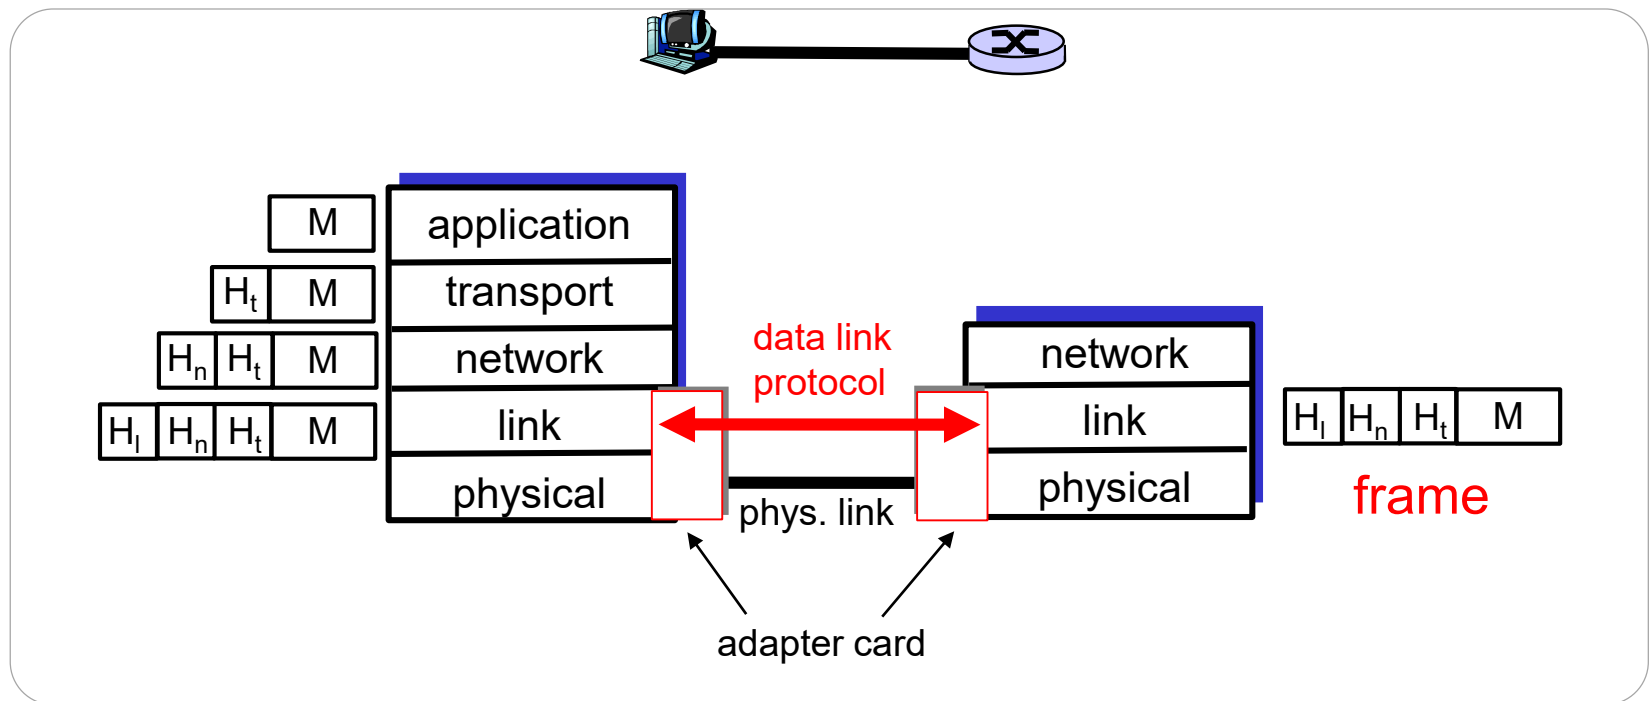 M
application
H_t M
transport
H_n H_t M
network
H_l H_n H_t M
link
physical
data link
protocol
phys. link
adapter card
network
link
physical
H_l H_n H_t M
frame